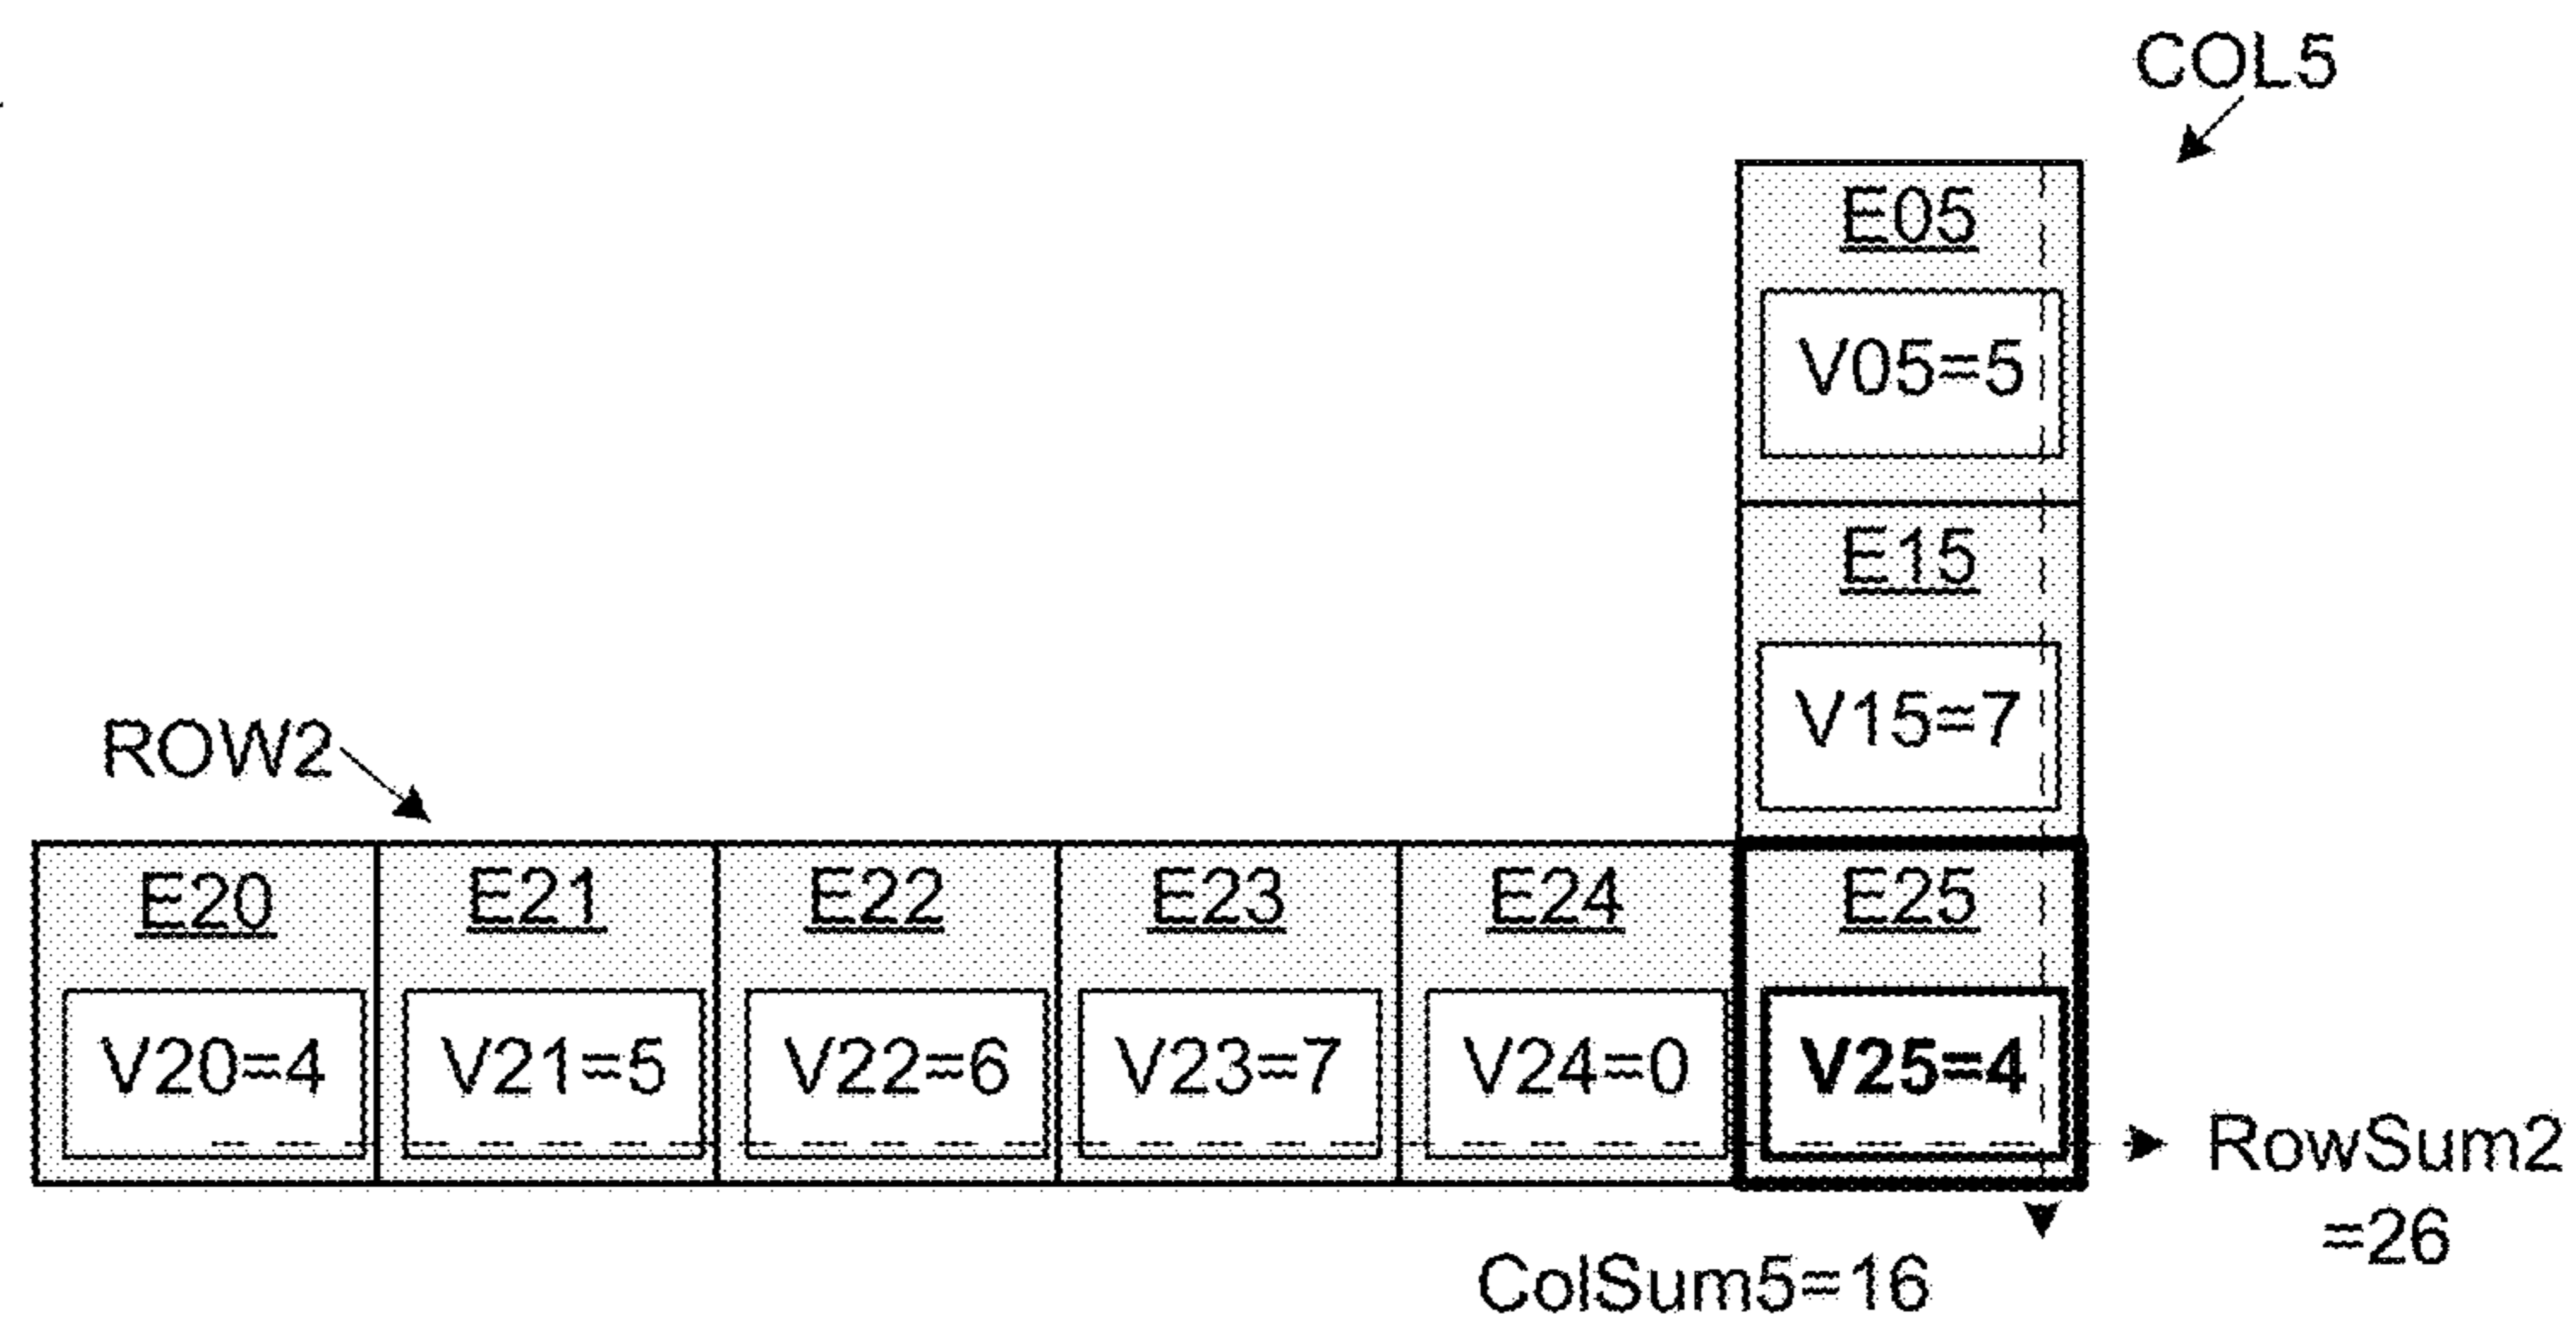 COL5
E05
V05=5
E15
V15=7
ROW2
E20 E21 E22 E23 E24 E25
V20=4 V21=5 V22=6 V23=7 V24=0 V25=4
RowSum2
=26
ColSum5=16